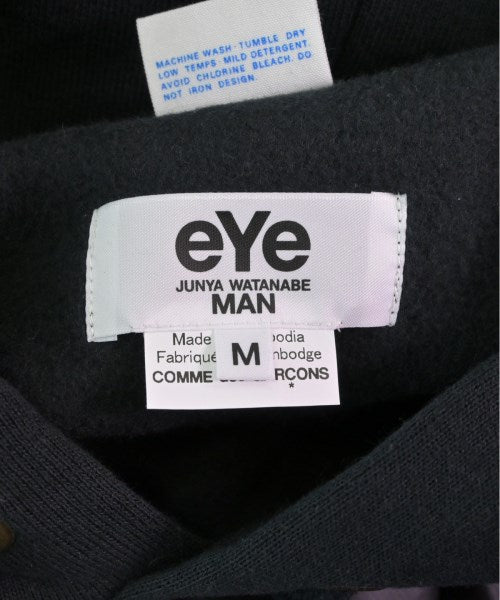 MACHINE WASH·TUMBLE DRY
LOW TEMPS·MILD DETERGENT.
AVOID CHLORINE BLEACH. DO
NOT IRON DESIGN.
eYe
JUNYA WATANABE
MAN
Made
Fabriqué
M
COMME
*